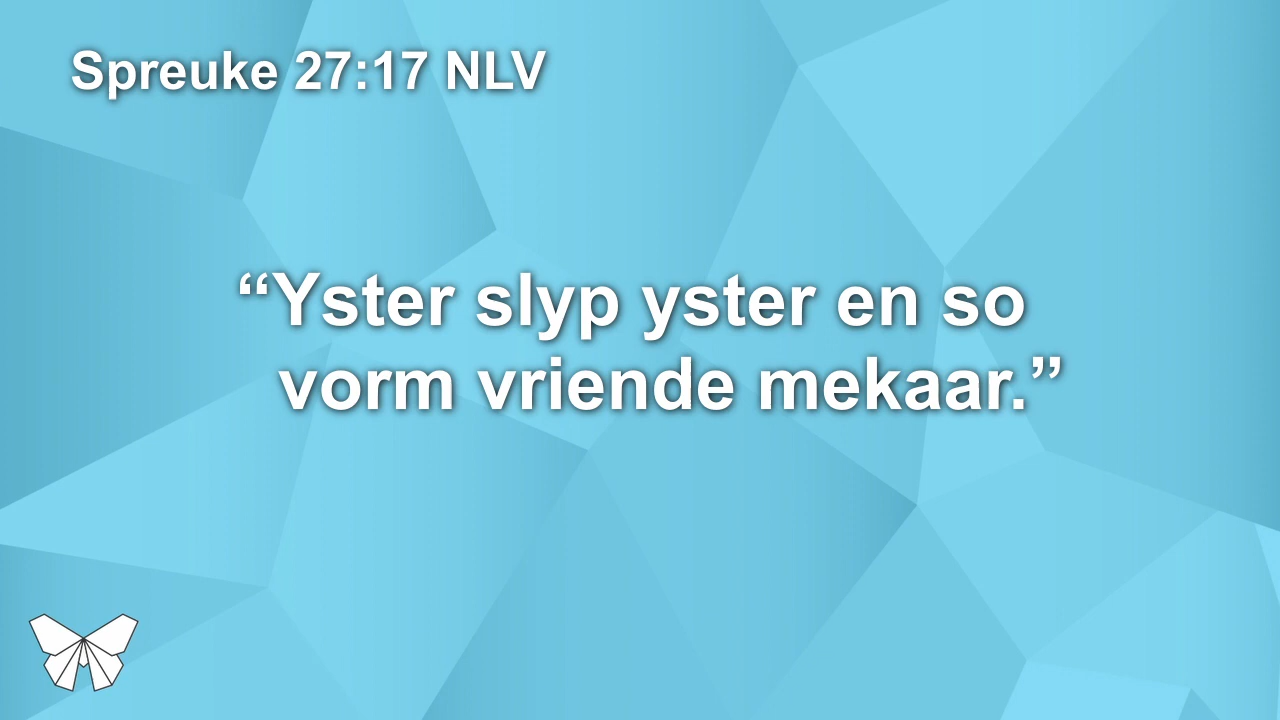 Spreuke 27:17 NLV
“Yster slyp yster en so
vorm vriende mekaar.”